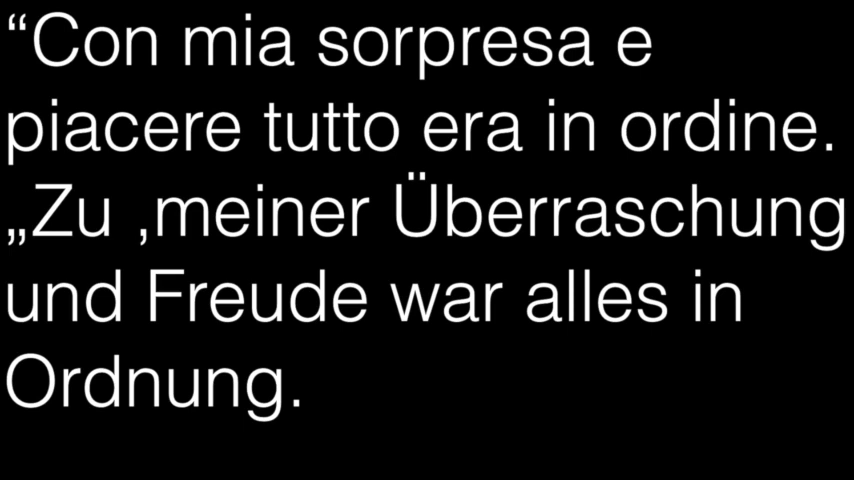 “Con mia sorpresa e
piacere tutto era in ordine.
„Zu ‚meiner Überraschung
und Freude war alles in
Ordnung.